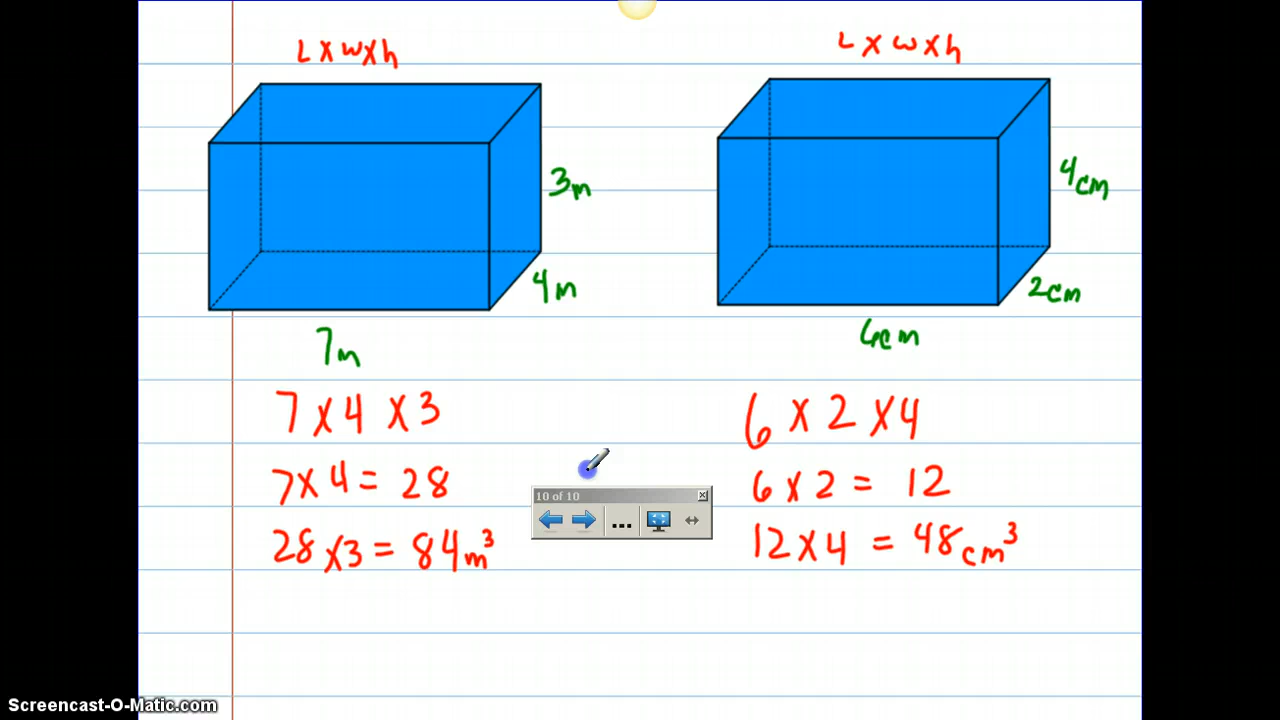 L x w x h
3m
4m
7m
7 x 4 x 3
7 x 4 = 28
28 x 3 = 84m³
L x w x h
4cm
2cm
6cm
6 x 2 x 4
6 x 2 = 12
12 x 4 = 48cm³
10 of 10
...
Screencast-O-Matic.com